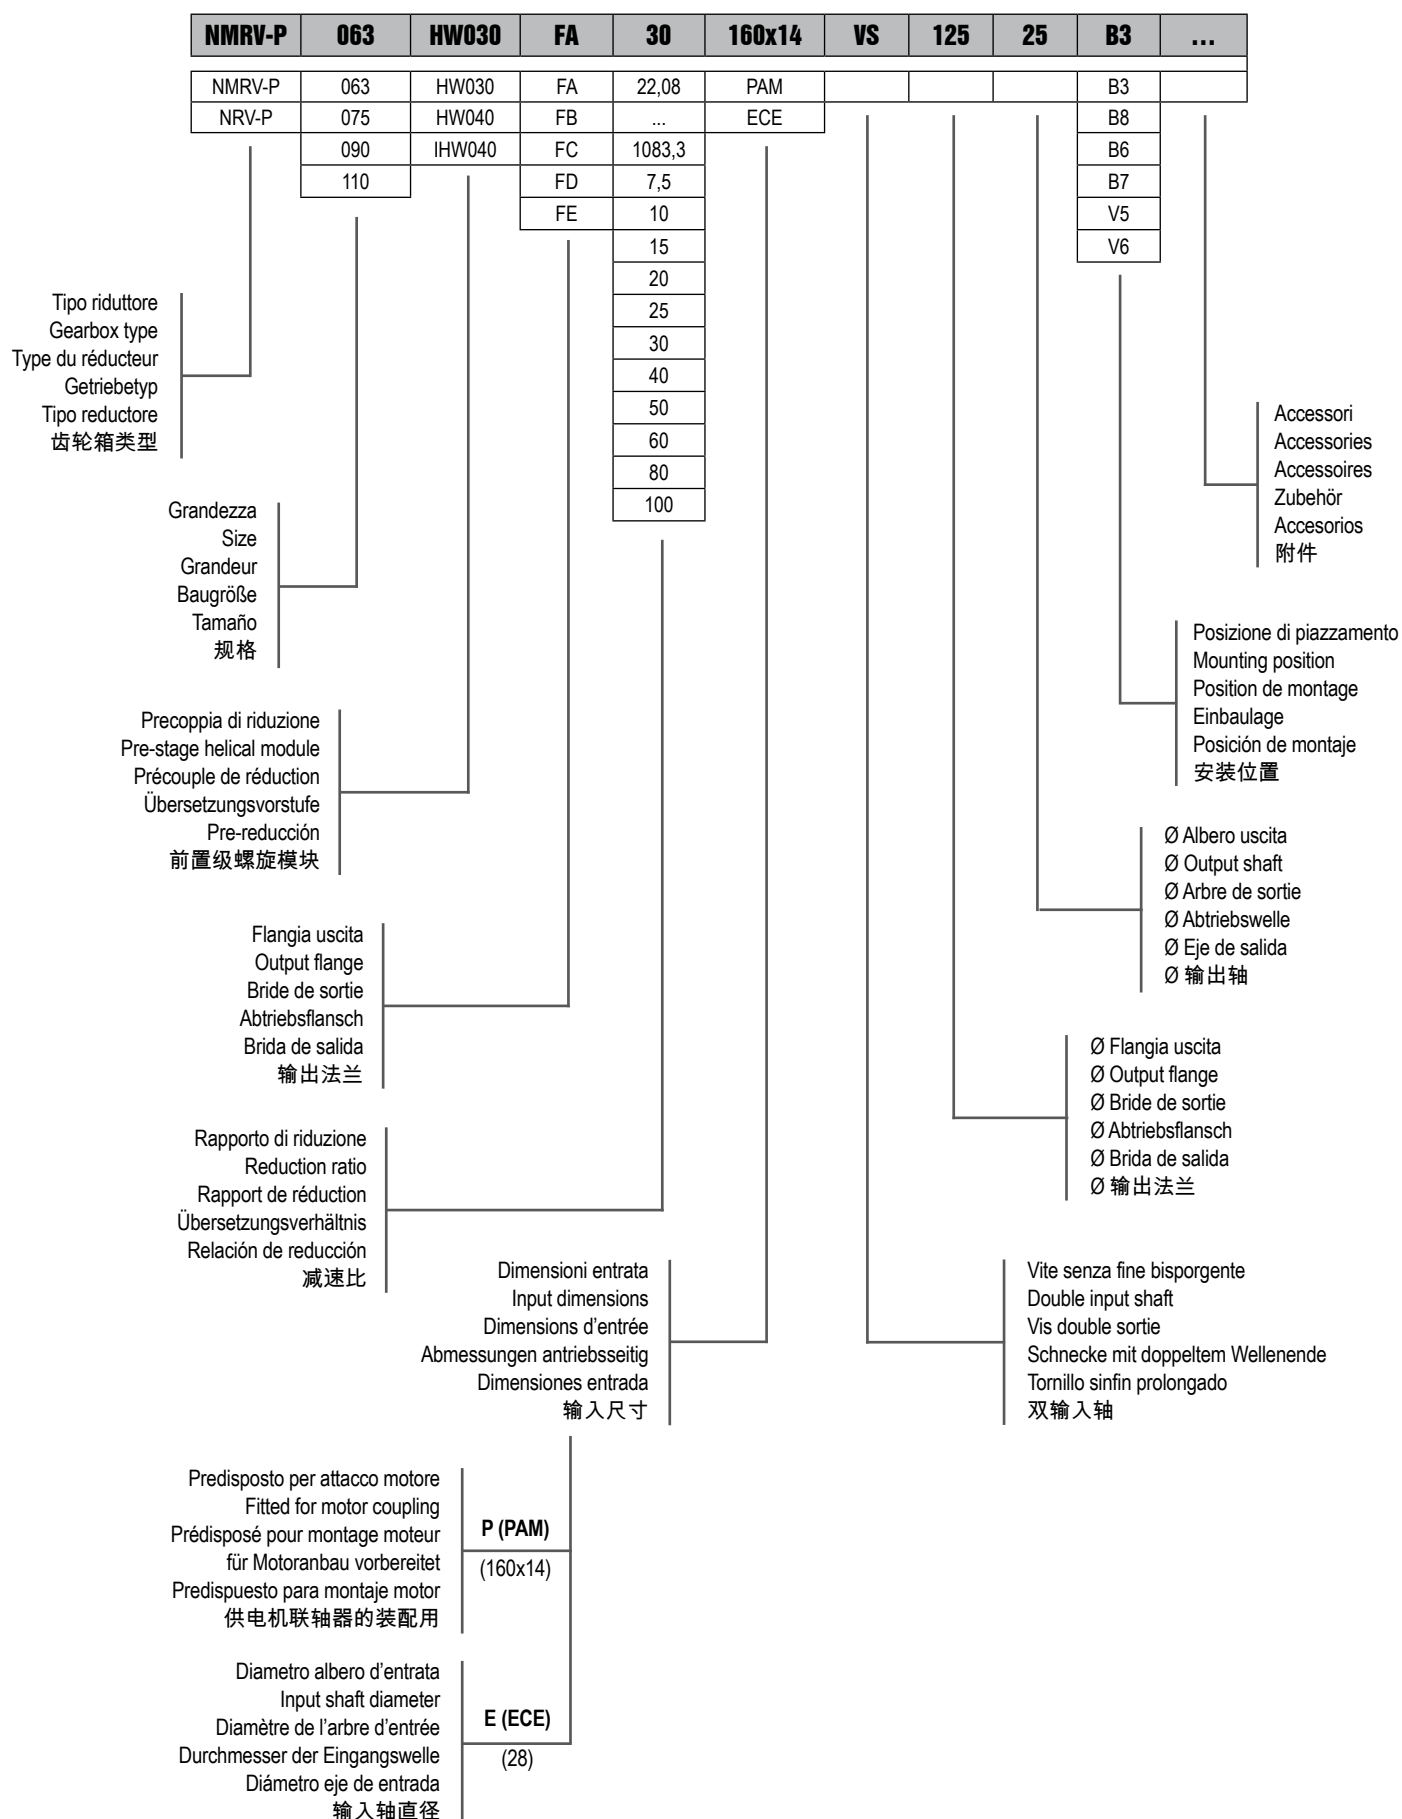 NMRV-P 063 HW030 FA 30 160x14 VS 125 25 B3 ...
NMRV-P 063 HW030 FA 22,08 PAM B3
NRV-P 075 HW040 FB ... ECE B8
090 IHW040 FC 1083,3 B6
110 FD 7,5 B7
FE 10 V5
15 V6
20
25
30
40
50
60
80
100
Tipo riduttore
Gearbox type
Type du réducteur
Getriebetyp
Tipo reductore
齿轮箱类型
Grandezza
Size
Grandeur
Baugröße
Tamaño
规格
Precoppia di riduzione
Pre-stage helical module
Précouple de réduction
Übersetzungsvorstufe
Pre-reducción
前置级螺旋模块
Flangia uscita
Output flange
Bride de sortie
Abtriebsflansch
Brida de salida
输出法兰
Rapporto di riduzione
Reduction ratio
Rapport de réduction
Übersetzungsverhältnis
Relación de reducción
减速比
Dimensioni entrata
Input dimensions
Dimensions d'entrée
Abmessungen antriebsseitig
Dimensiones entrada
输入尺寸
Predisposto per attacco motore
Fitted for motor coupling
Prédisposé pour montage moteur
für Motoranbau vorbereitet
Predispuesto para montaje motor
供电机联轴器的装配用
P (PAM)
(160x14)
Diametro albero d'entrata
Input shaft diameter
Diamètre de l'arbre d'entrée
Durchmesser der Eingangswelle
Diámetro eje de entrada
输入轴直径
E (ECE)
(28)
Accessori
Accessories
Accessoires
Zubehör
Accesorios
附件
Posizione di piazzamento
Mounting position
Position de montage
Einbaulage
Posición de montaje
安装位置
Ø Albero uscita
Ø Output shaft
Ø Arbre de sortie
Ø Abtriebswelle
Ø Eje de salida
Ø 输出轴
Ø Flangia uscita
Ø Output flange
Ø Bride de sortie
Ø Abtriebsflansch
Ø Brida de salida
Ø 输出法兰
Vite senza fine bisporgente
Double input shaft
Vis double sortie
Schnecke mit doppeltem Wellenende
Tornillo sinfin prolongado
双输入轴